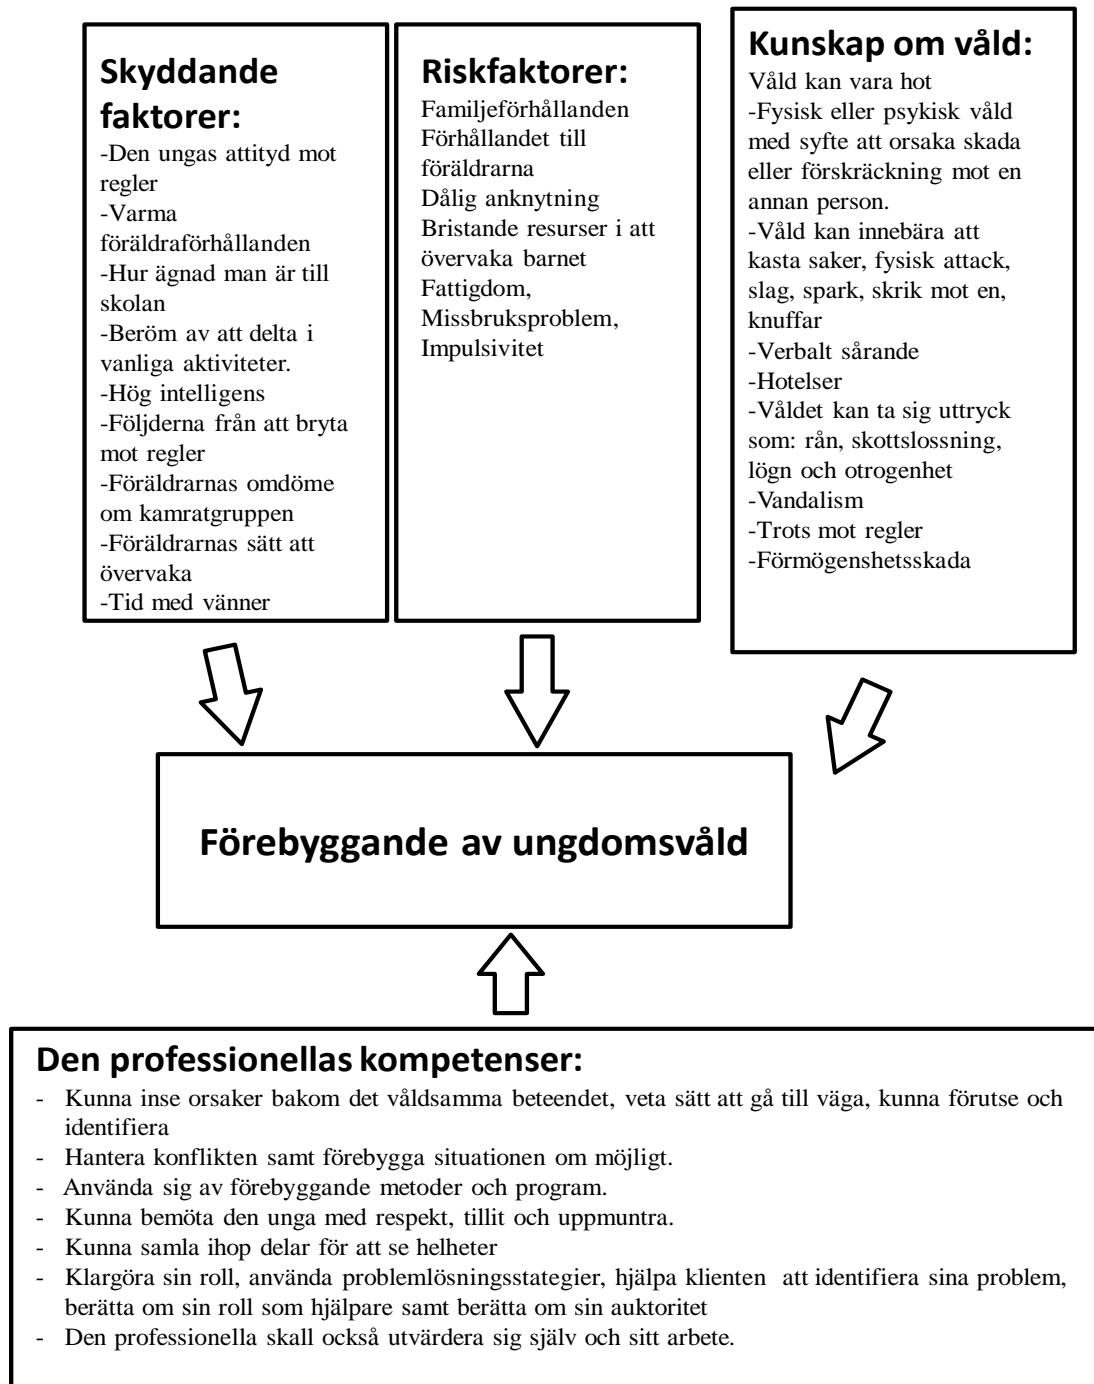 Skyddande
faktorer:
-Den ungas attityd mot
regler
-Varma
föräldraförhållanden
-Hur ägnad man är till
skolan
-Beröm av att delta i
vanliga aktiviteter.
-Hög intelligens
-Följderna från att bryta
mot regler
-Föräldrarnas omdöme
om kamratgruppen
-Föräldrarnas sätt att
övervaka
-Tid med vänner
Riskfaktorer:
Familjeförhållanden
Förhållandet till
föräldrarna
Dålig anknytning
Bristande resurser i att
övervaka barnet
Fattigdom,
Missbruksproblem,
Impulsivitet
Kunskap om våld:
Våld kan vara hot
-Fysisk eller psykisk våld
med syfte att orsaka skada
eller förskräckning mot en
annan person.
-Våld kan innebära att
kasta saker, fysisk attack,
slag, spark, skrik mot en,
knuffar
-Verbalt sårande
-Hotelser
-Våldet kan ta sig uttryck
som: rån, skottslossning,
lögn och otrogenhet
-Vandalism
-Trots mot regler
-Förmögenshetsskada
Förebyggande av ungdomsvåld
Den professionellas kompetenser:
- Kunna inse orsaker bakom det våldsamma beteendet, veta sätt att gå till väga, kunna förutse och
identifiera
- Hantera konflikten samt förebygga situationen om möjligt.
- Använda sig av förebyggande metoder och program.
- Kunna bemöta den unga med respekt, tillit och uppmuntra.
- Kunna samla ihop delar för att se helheter
- Klargöra sin roll, använda problemlösningsstategier, hjälpa klienten att identifiera sina problem,
berätta om sin roll som hjälpare samt berätta om sin auktoritet
- Den professionella skall också utvärdera sig själv och sitt arbete.